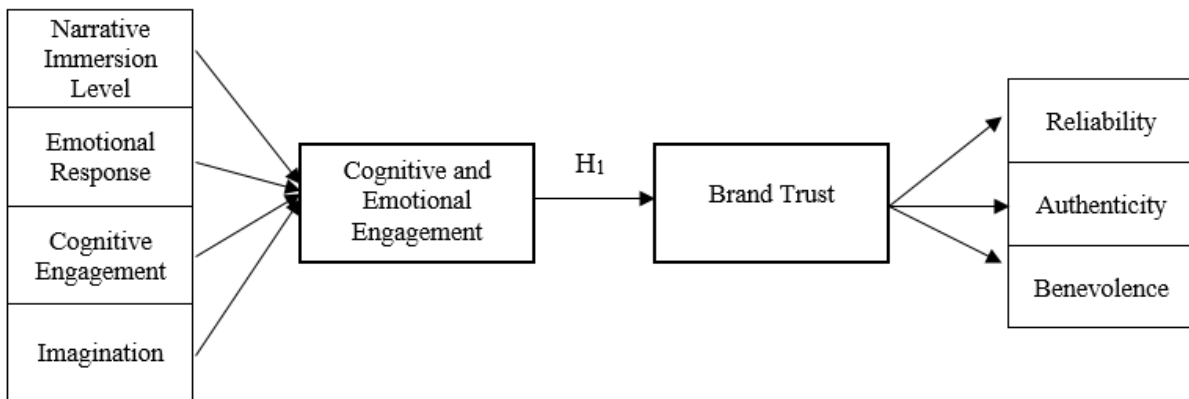 Narrative
Immersion
Level
Emotional
Response
Cognitive
Engagement
Imagination
Cognitive and
Emotional
Engagement
H1
Brand Trust
Reliability
Authenticity
Benevolence